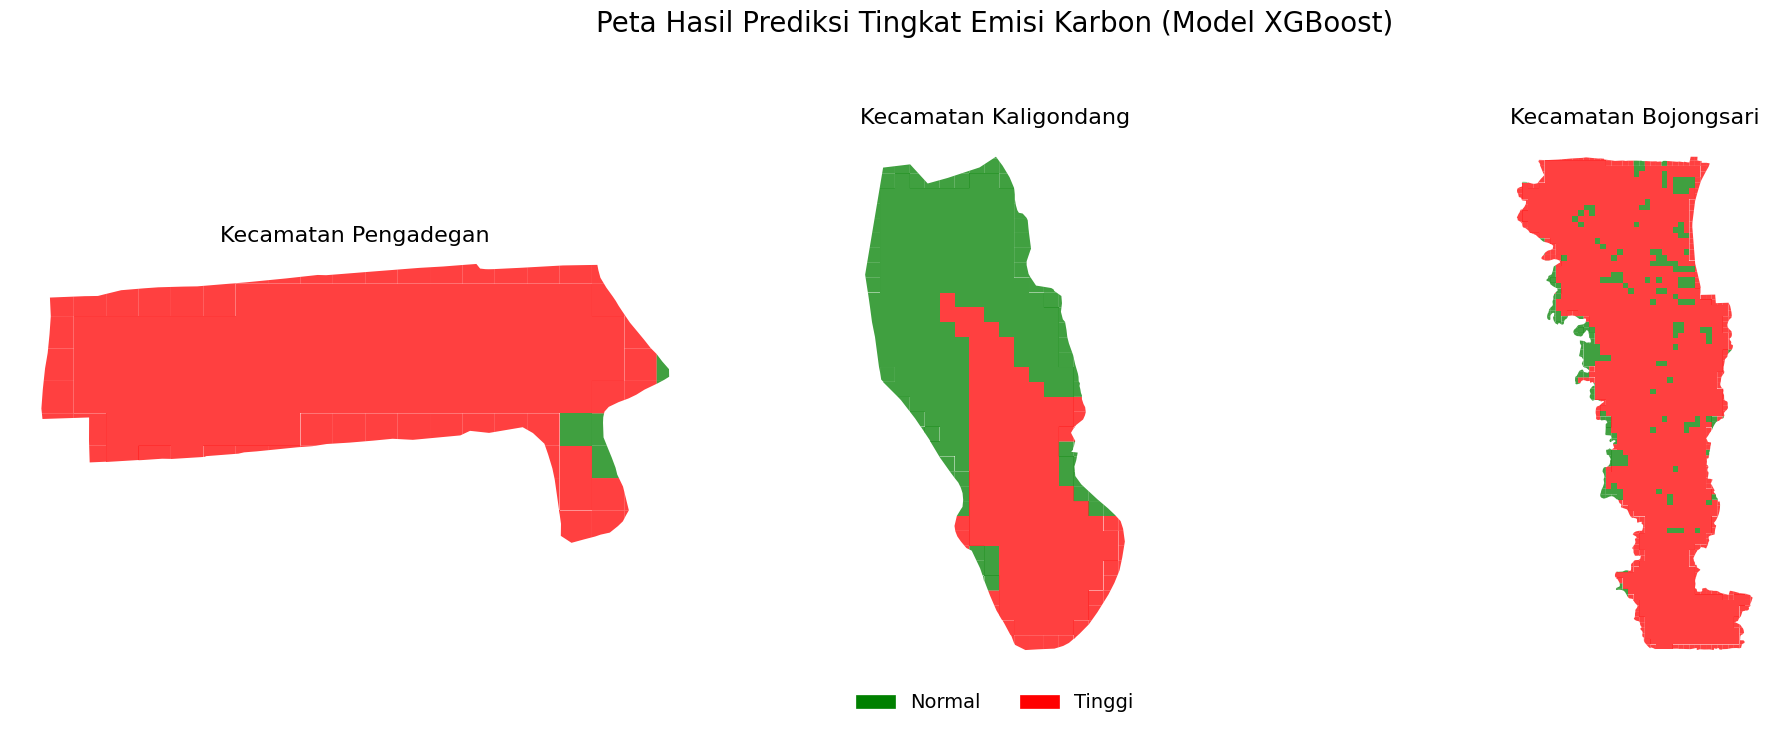 Peta Hasil Prediksi Tingkat Emisi Karbon (Model XGBoost)
Kecamatan Pengadegan
Kecamatan Kaligondang
Kecamatan Bojongsari
Normal
Tinggi